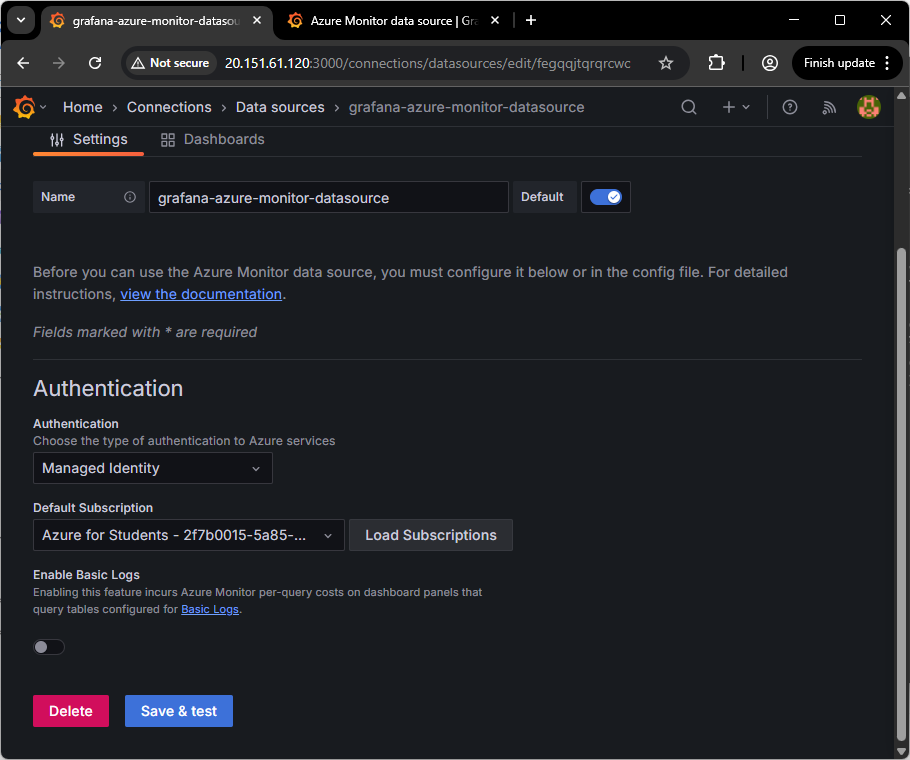 grafana-azure-monitor-datasou
Azure Monitor data source | Gra
Not secure
20.151.61.120:3000/connections/datasources/edit/fegqqjtqrqrcwc
Finish update
Home › Connections › Data sources › grafana-azure-monitor-datasource
Settings
Dashboards
Name
grafana-azure-monitor-datasource
Default
Before you can use the Azure Monitor data source, you must configure it below or in the config file. For detailed
instructions, view the documentation.
Fields marked with * are required
Authentication
Authentication
Choose the type of authentication to Azure services
Managed Identity
Default Subscription
Azure for Students - 2f7b0015-5a85-...
Load Subscriptions
Enable Basic Logs
Enabling this feature incurs Azure Monitor per-query costs on dashboard panels that
query tables configured for Basic Logs.
Delete
Save & test